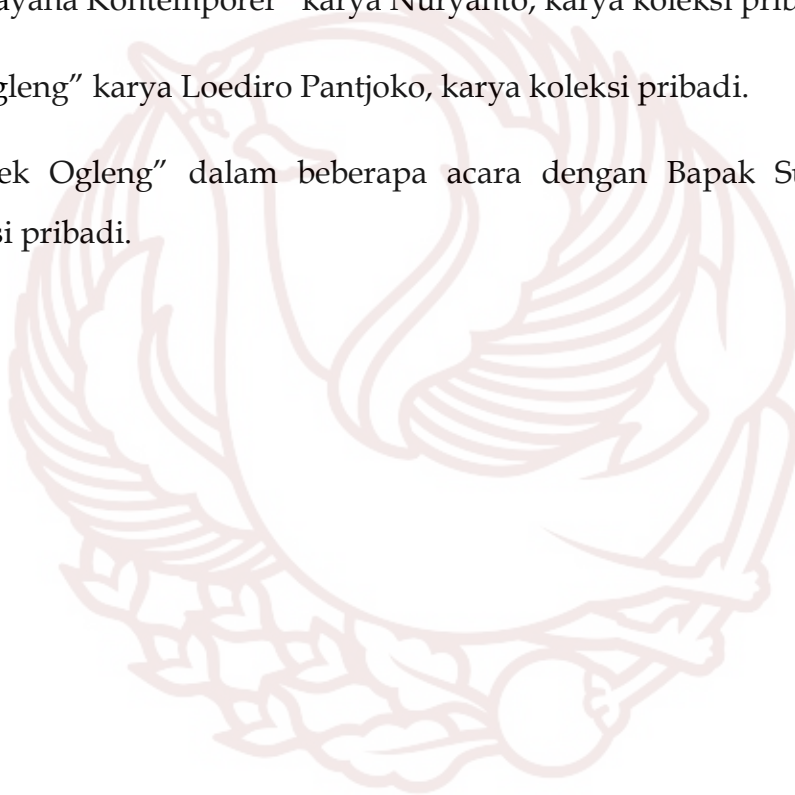 ayana Kontemporer” karya Nuryanto, karya koleksi prib
gleng” karya Loediro Pantjoko, karya koleksi pribadi.
ek Ogleng” dalam beberapa acara dengan Bapak Su
si pribadi.